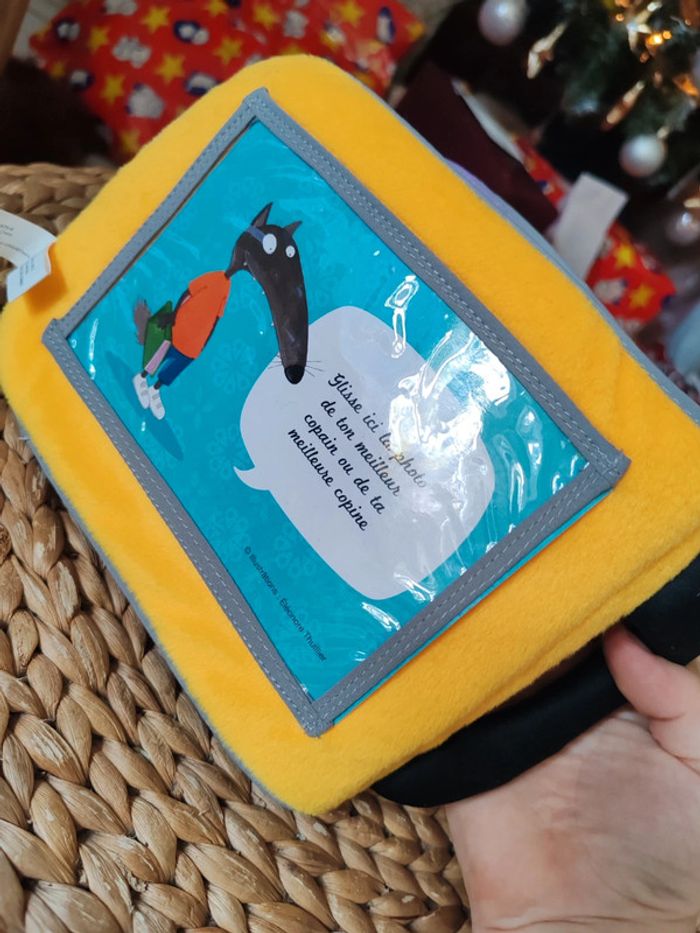 Glisse ici la photo
de ton meilleur
copain ou de ta
meilleure copine
© illustrations : Éléonore Thuillier